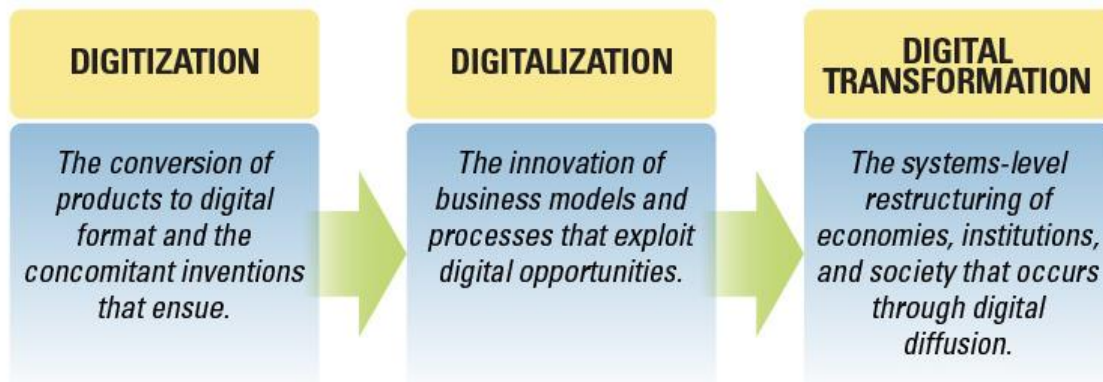 DIGITIZATION
The conversion of
products to digital
format and the
concomitant inventions
that ensue.
DIGITALIZATION
The innovation of
business models and
processes that exploit
digital opportunities.
DIGITAL
TRANSFORMATION
The systems-level
restructuring of
economies, institutions,
and society that occurs
through digital
diffusion.